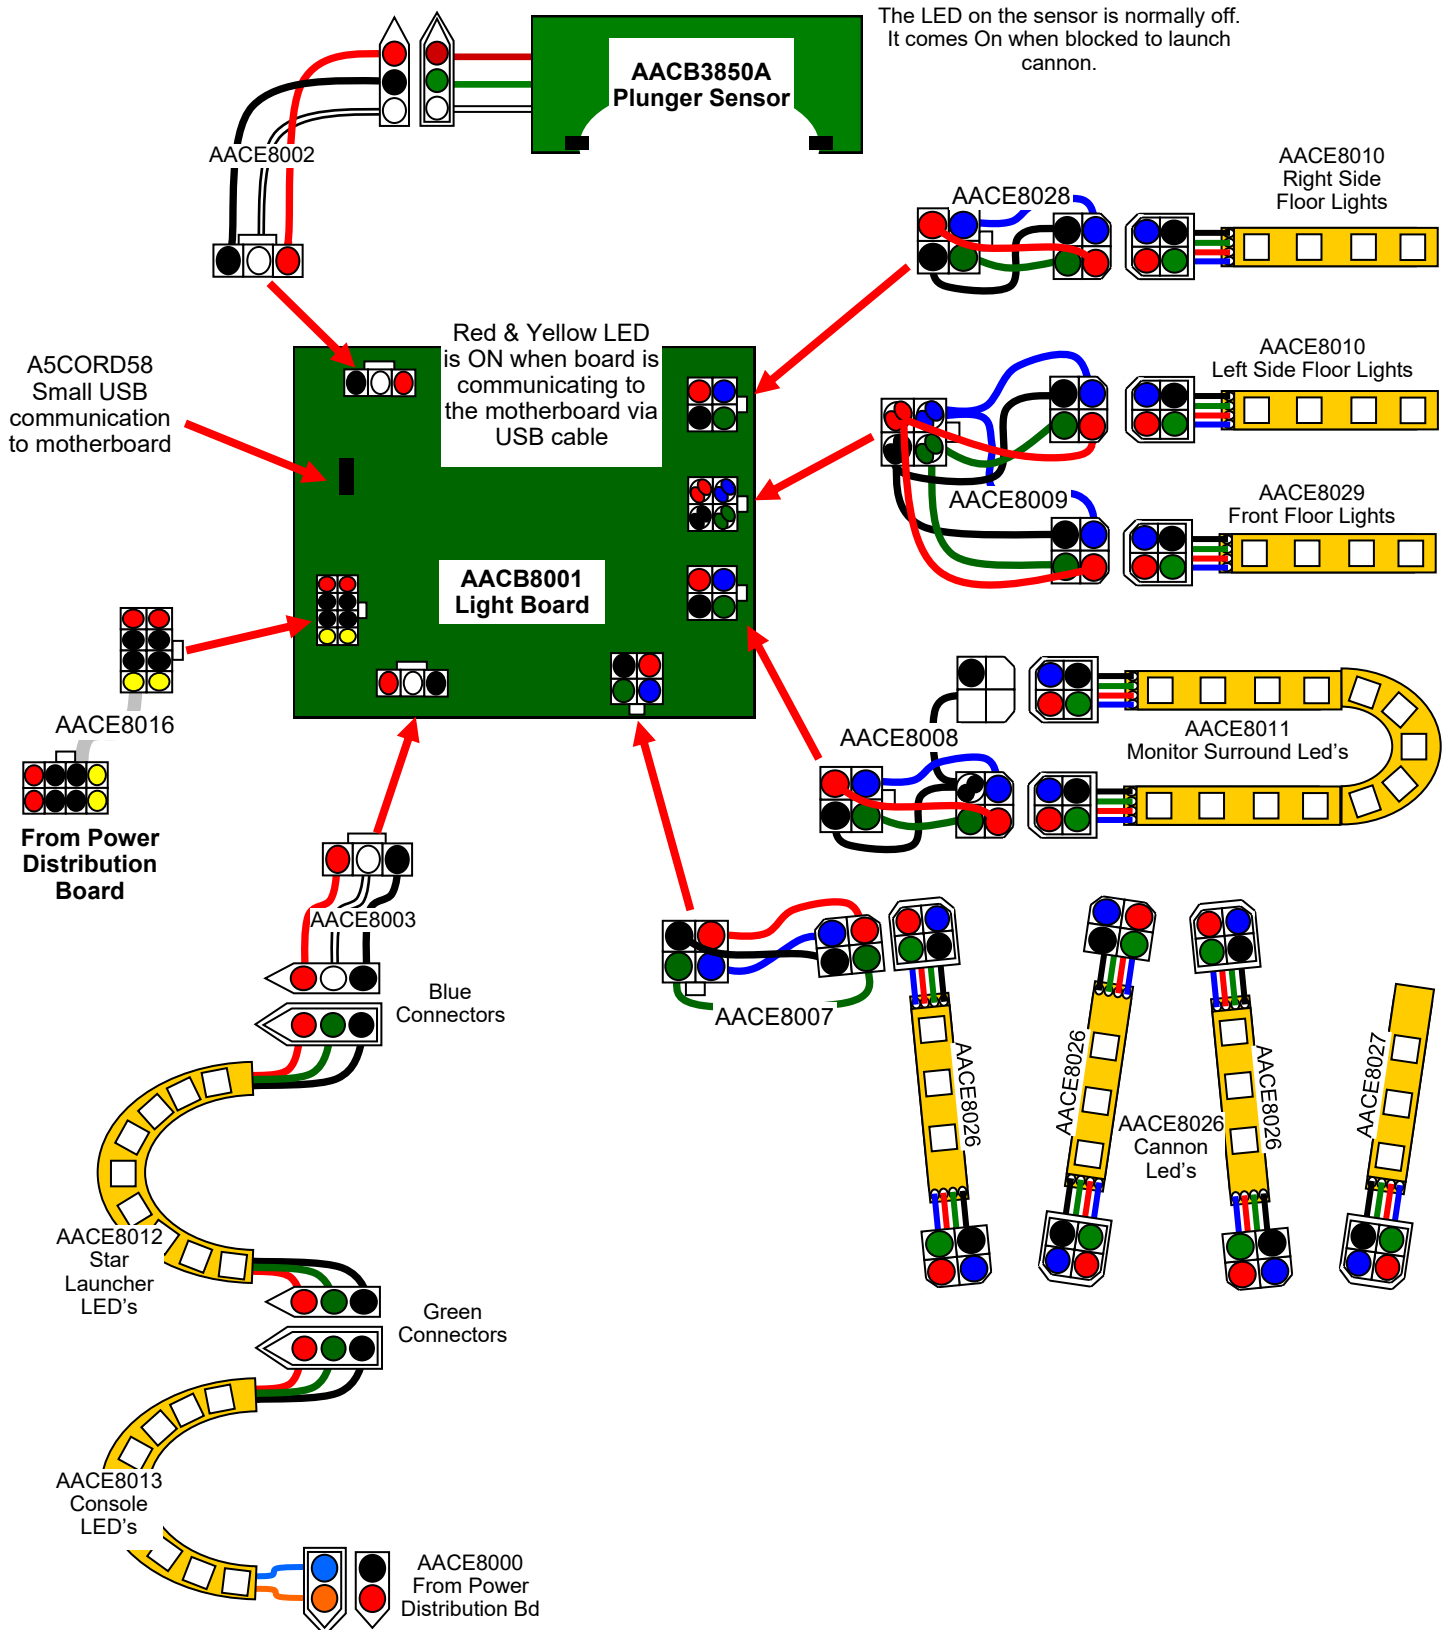 The LED on the sensor is normally off.
It comes On when blocked to launch
cannon.
AACB3850A
Plunger Sensor
AACE8002
AACE8028
AACE8010
Right Side
Floor Lights
A5CORD58
Small USB
communication
to motherboard
Red & Yellow LED
is ON when board is
communicating to
the motherboard via
USB cable
AACE8010
Left Side Floor Lights
AACE8009
AACE8029
Front Floor Lights
AACB8001
Light Board
AACE8016
From Power
Distribution
Board
AACE8008
AACE8011
Monitor Surround Led's
AACE8003
Blue
Connectors
AACE8007
AACE8026
AACE8026
AACE8026
Cannon
Led's
AACE8026
AACE8027
AACE8012
Star
Launcher
LED's
Green
Connectors
AACE8013
Console
LED's
AACE8000
From Power
Distribution Bd